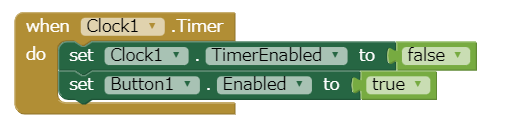 when Clock1 .Timer
do set Clock1 . TimerEnabled to false
set Button1 . Enabled to true